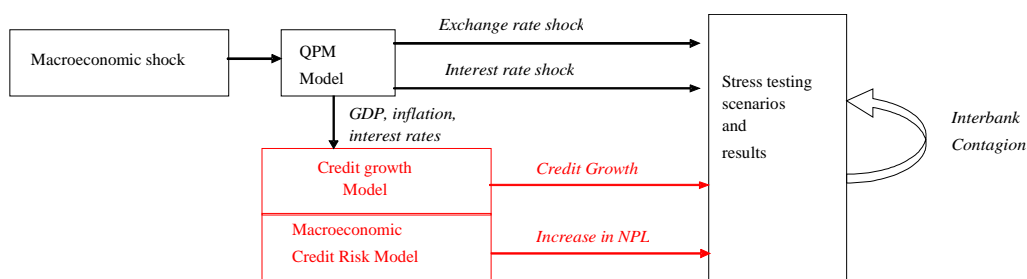 Exchange rate shock
Macroeconomic shock
QPM
Model
Interest rate shock
GDP, inflation,
interest rates
Stress testing
scenarios
and
results
Interbank
Contagion
Credit growth
Model
Credit Growth
Macroeconomic
Credit Risk Model
Increase in NPL